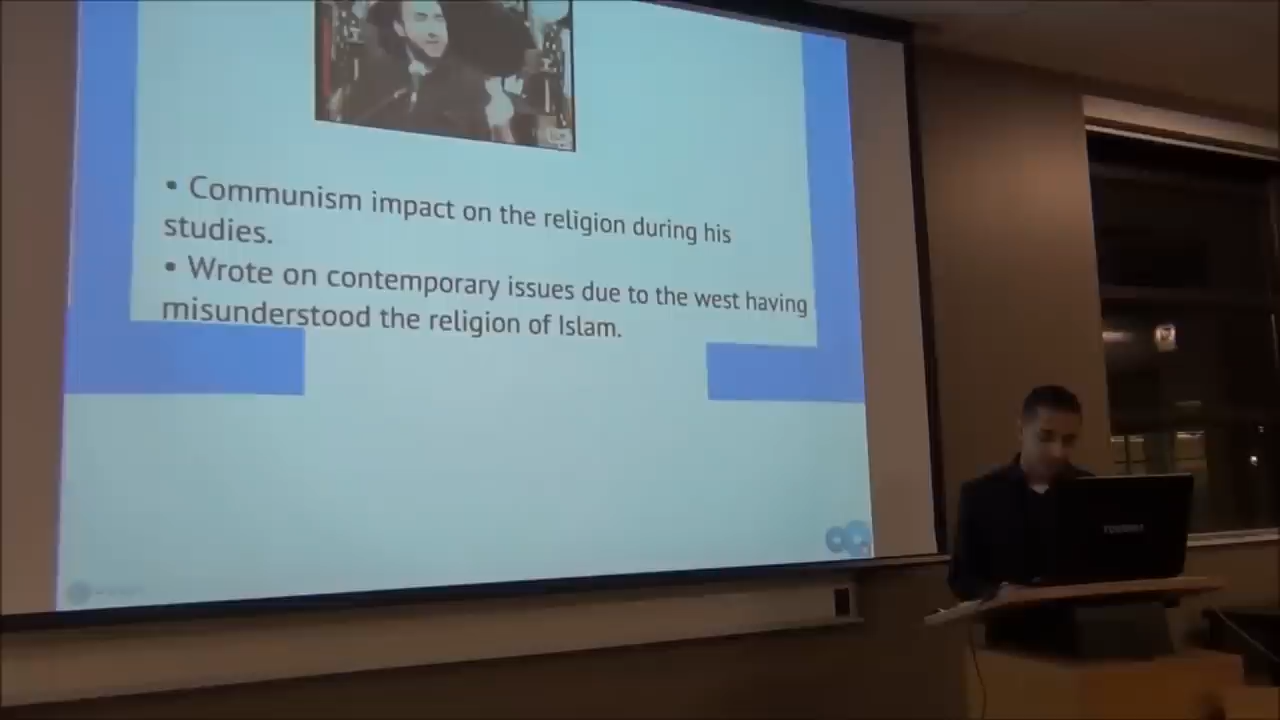 • Communism impact on the religion during his
studies.
• Wrote on contemporary issues due to the west having
misunderstood the religion of Islam.
TOSHIBA